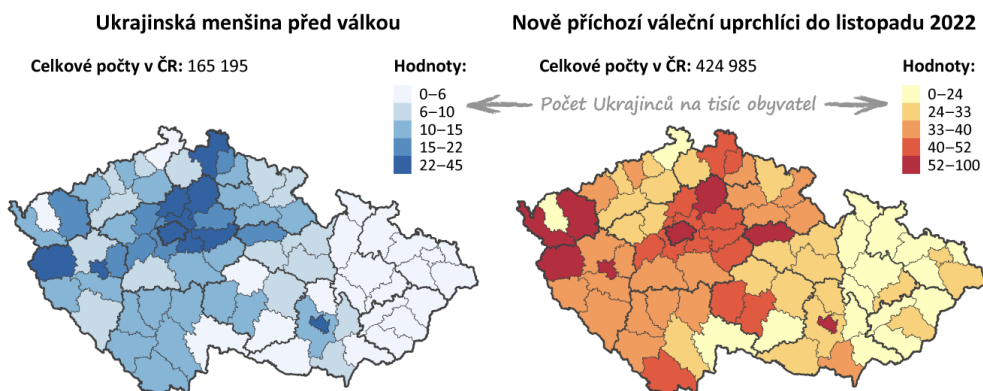 Ukrajinská menšina před válkou
Nově příchozí váleční uprchlíci do listopadu 2022
Celkové počty v ČR: 165 195
Hodnoty:
0–6
6–10
10–15
15–22
22–45
Počet Ukrajinců na tisíc obyvatel
Celkové počty v ČR: 424 985
Hodnoty:
0–24
24–33
33–40
40–52
52–100